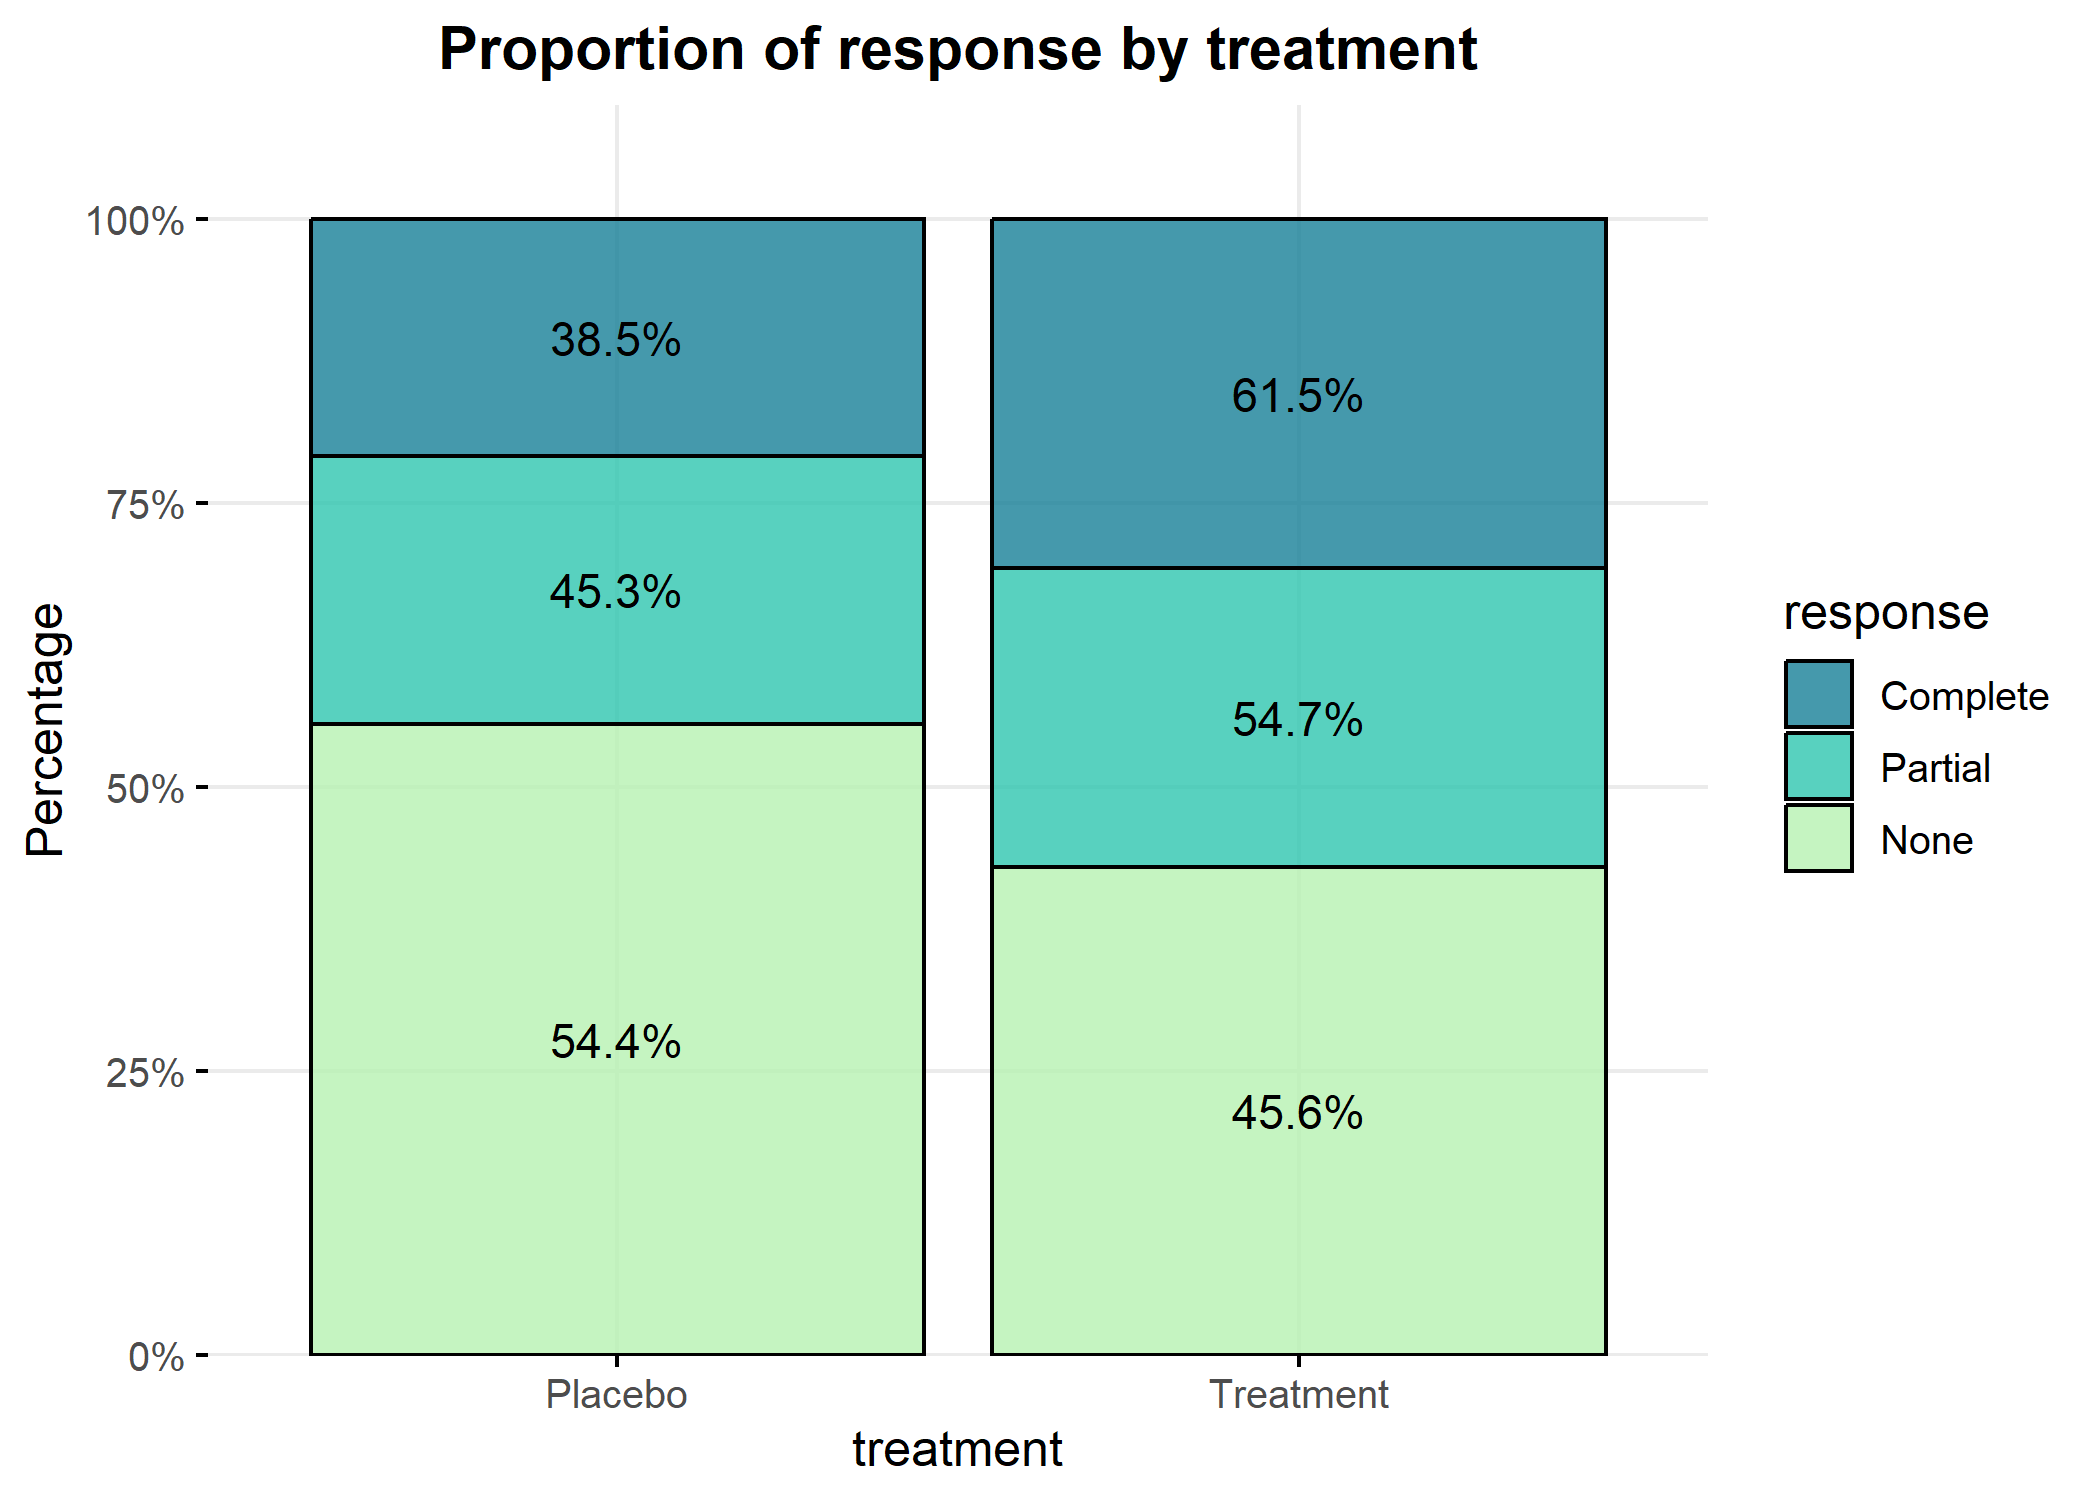 Proportion of response by treatment
Percentage
100%
75%
50%
25%
0%
38.5%
45.3%
54.4%
61.5%
54.7%
45.6%
Placebo
Treatment
treatment
response
Complete
Partial
None